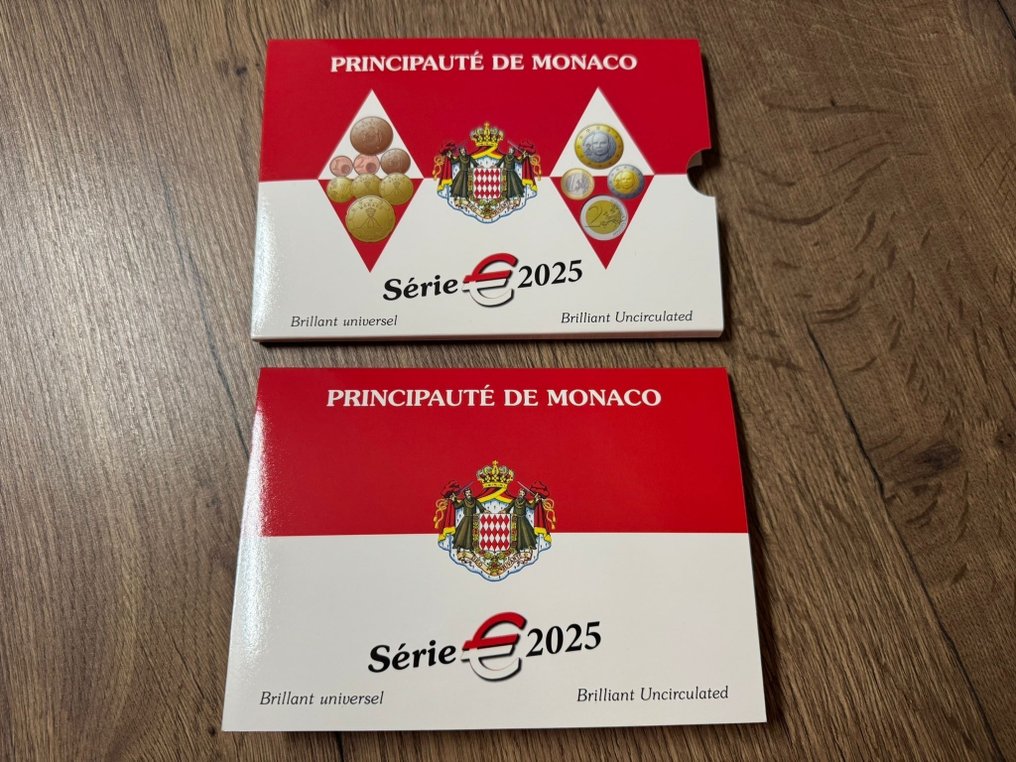 PRINCIPAUTÉ DE MONACO
Série € 2025
Brillant universel
Brilliant Uncirculated
PRINCIPAUTÉ DE MONACO
Série € 2025
Brillant universel
Brilliant Uncirculated